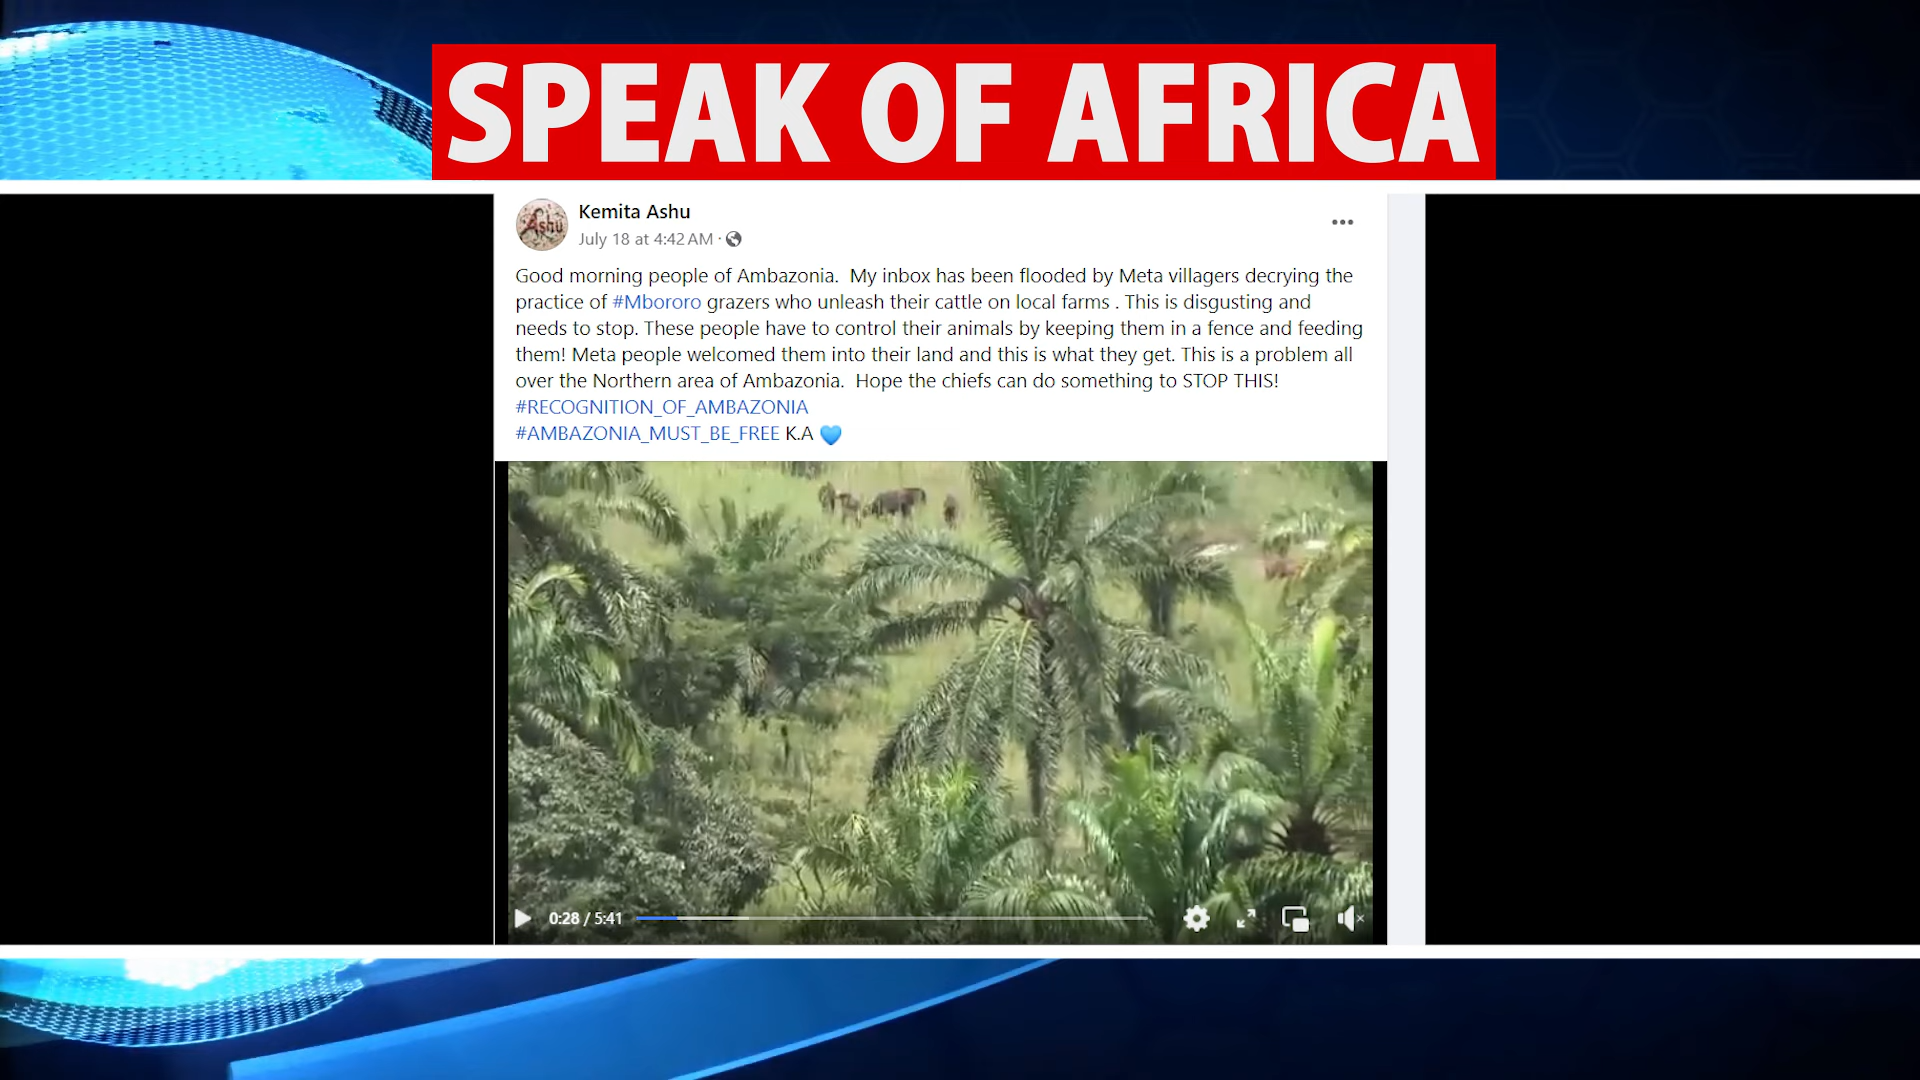 SPEAK OF AFRICA
Ashu
Kemita Ashu
July 18 at 4:42 AM ·
Good morning people of Ambazonia.  My inbox has been flooded by Meta villagers decrying the
practice of #Mbororo grazers who unleash their cattle on local farms . This is disgusting and
needs to stop. These people have to control their animals by keeping them in a fence and feeding
them! Meta people welcomed them into their land and this is what they get. This is a problem all
over the Northern area of Ambazonia.  Hope the chiefs can do something to STOP THIS!
#RECOGNITION_OF_AMBAZONIA
#AMBAZONIA_MUST_BE_FREE K.A 💙
0:28 / 5:41